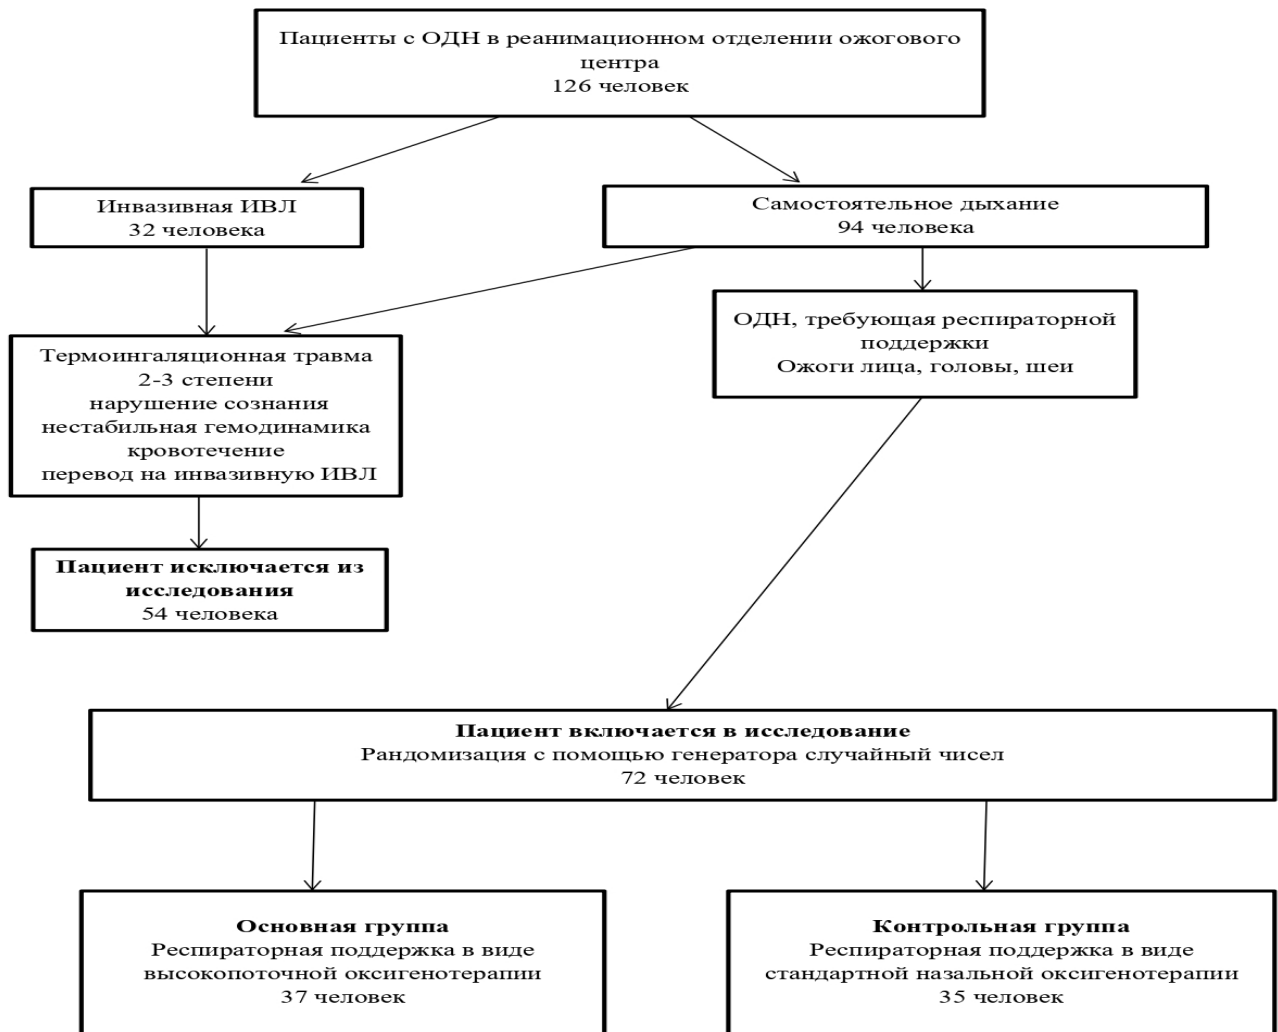 Пациенты с ОДН в реанимационном отделении ожогового
центра
126 человек
Инвазивная ИВЛ
32 человека
Самостоятельное дыхание
94 человека
ОДН, требующая респираторной
поддержки
Ожоги лица, головы, шеи
Термоингаляционная травма
2-3 степени
нарушение сознания
нестабильная гемодинамика
кровотечение
перевод на инвазивную ИВЛ
Пациент исключается из
исследования
54 человека
Пациент включается в исследование
Рандомизация с помощью генератора случайный чисел
72 человек
Основная группа
Респираторная поддержка в виде
высокопоточной оксигенотерапии
37 человек
Контрольная группа
Респираторная поддержка в виде
стандартной назальной оксигенотерапии
35 человек